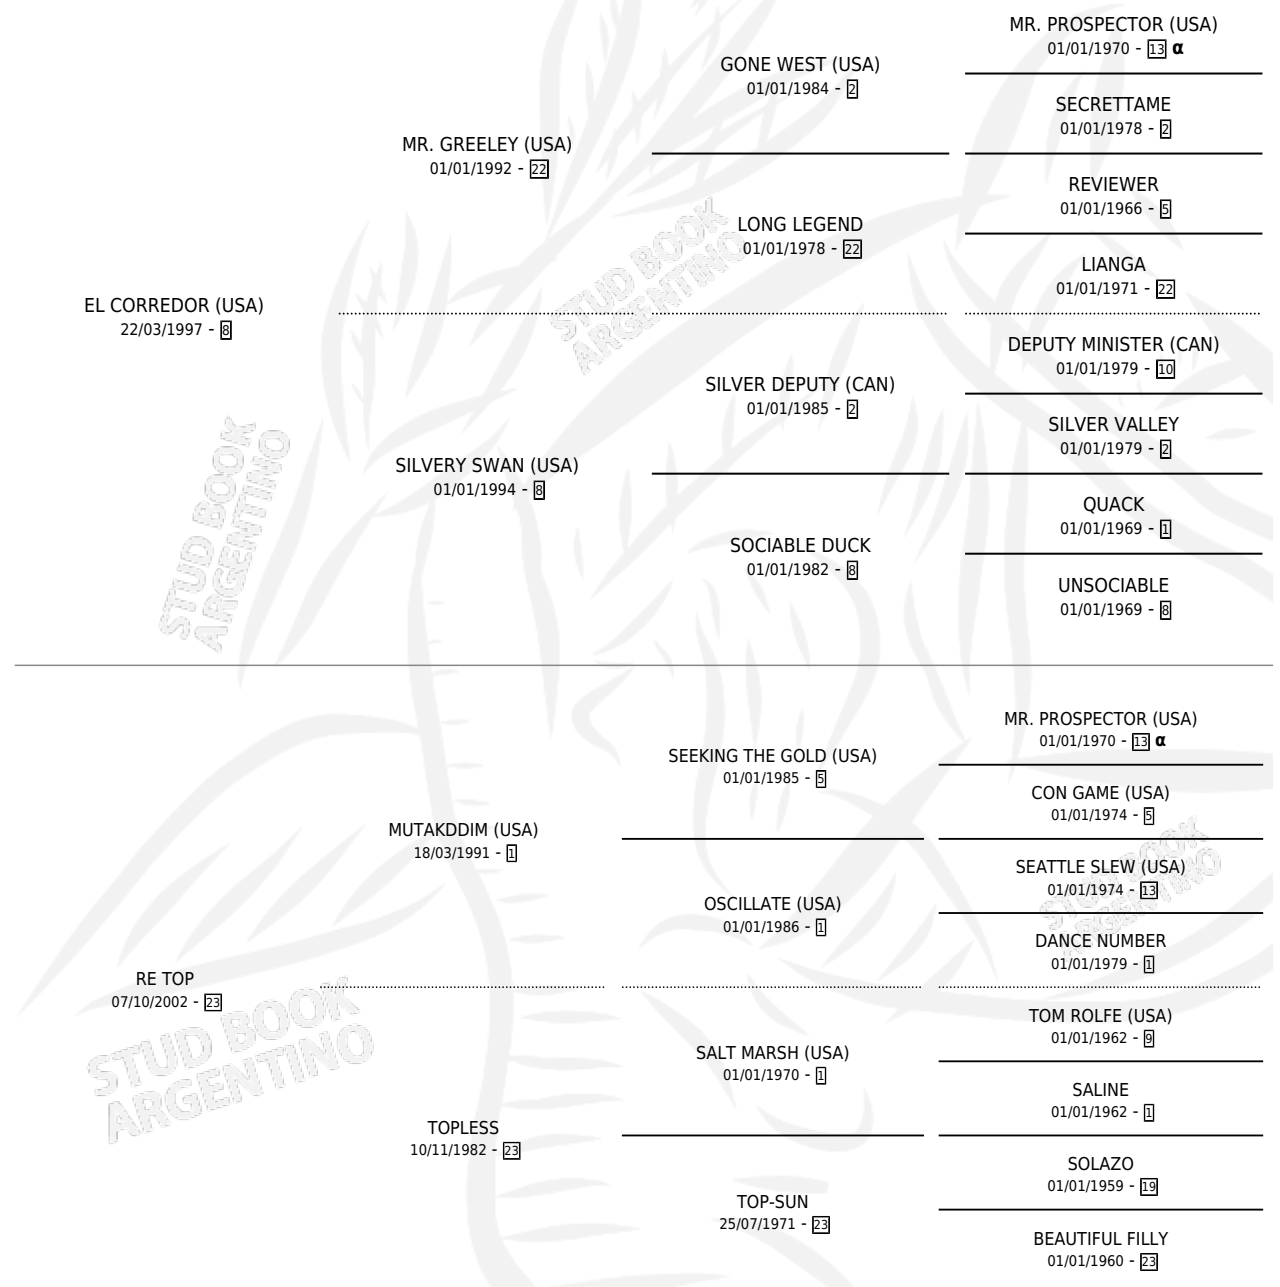 MR. PROSPECTOR (USA)
01/01/1970 - 13 α
GONE WEST (USA)
01/01/1984 - 2
SECRETTAME
01/01/1978 - 2
MR. GREELEY (USA)
01/01/1992 - 22
REVIEWER
01/01/1966 - 5
LONG LEGEND
01/01/1978 - 22
LIANGA
01/01/1971 - 22
EL CORREDOR (USA)
22/03/1997 - 8
DEPUTY MINISTER (CAN)
01/01/1979 - 10
SILVER DEPUTY (CAN)
01/01/1985 - 2
SILVER VALLEY
01/01/1979 - 2
SILVERY SWAN (USA)
01/01/1994 - 8
QUACK
01/01/1969 - 1
SOCIABLE DUCK
01/01/1982 - 8
UNSOCIABLE
01/01/1969 - 8
STUD BOOK
ARGENTINO
STUD BOOK
ARGENTINO
MR. PROSPECTOR (USA)
01/01/1970 - 13 α
SEEKING THE GOLD (USA)
01/01/1985 - 5
CON GAME (USA)
01/01/1974 - 5
MUTAKDDIM (USA)
18/03/1991 - 1
SEATTLE SLEW (USA)
01/01/1974 - 13
OSCILLATE (USA)
01/01/1986 - 1
DANCE NUMBER
01/01/1979 - 1
RE TOP
07/10/2002 - 23
TOM ROLFE (USA)
01/01/1962 - 9
SALT MARSH (USA)
01/01/1970 - 1
SALINE
01/01/1962 - 1
TOPLESS
10/11/1982 - 23
SOLAZO
01/01/1959 - 19
TOP-SUN
25/07/1971 - 23
BEAUTIFUL FILLY
01/01/1960 - 23
STUD BOOK
ARGENTINO
STUD BOOK
ARGENTINO